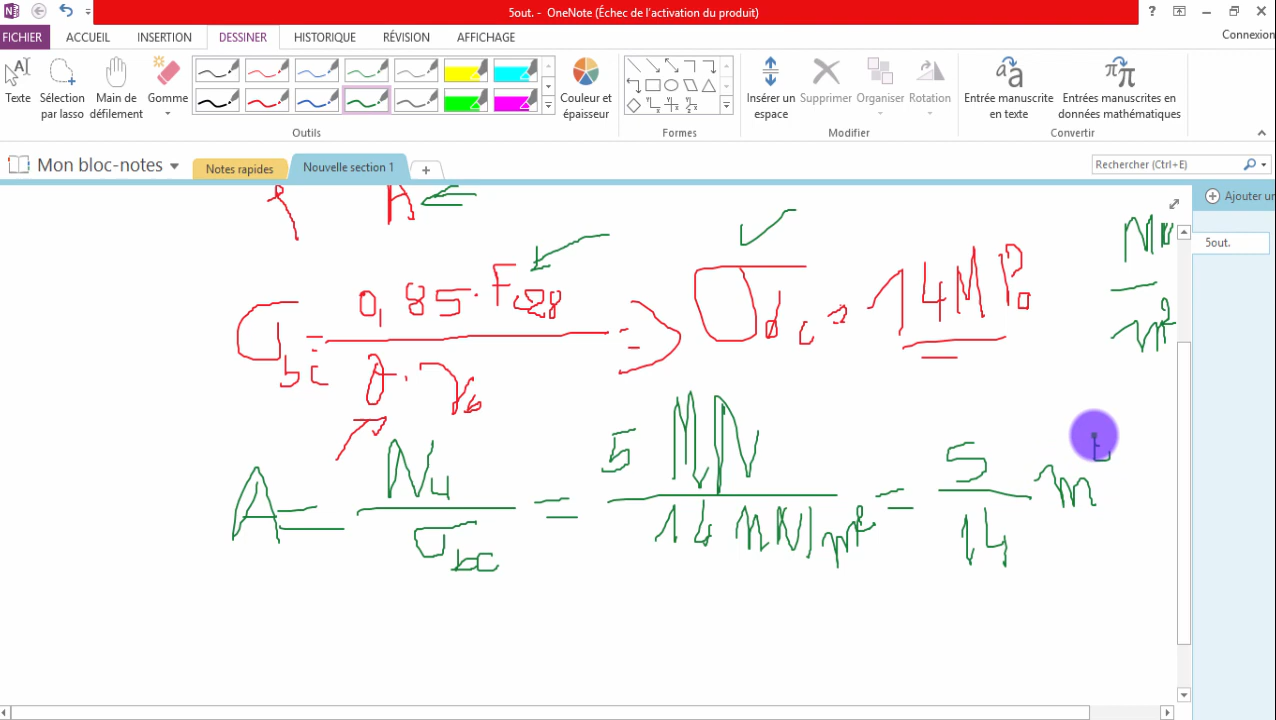 5out. - OneNote (Échec de l'activation du produit)
FICHIER ACCUEIL INSERTION DESSINER HISTORIQUE RÉVISION AFFICHAGE Connexion
Texte Sélection par lasso Main de défilement Gomme Couleur et épaisseur Insérer un espace Supprimer Organiser Rotation Entrée manuscrite en texte Entrées manuscrites en données mathématiques
Outils Formes Modifier Convertir
Mon bloc-notes Notes rapides Nouvelle section 1 Rechercher (Ctrl+E)
Ajouter un
5out.
A
σbc = 0,85 · Fc28 / θ · γb => σbc = 14 MPa
A = Nu / σbc = 5 MN / 14 MN/m² = 5 / 14 m